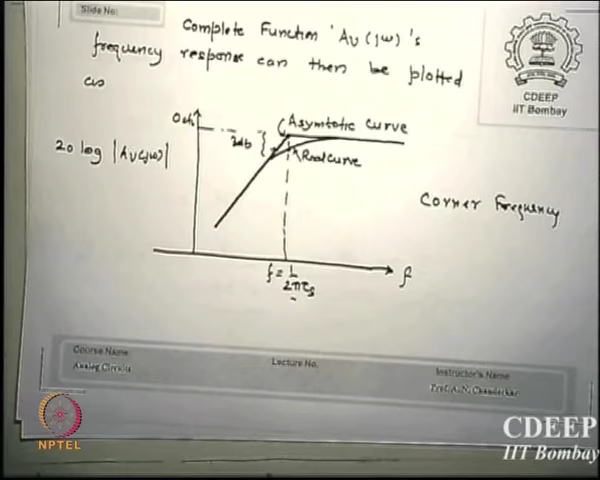 Slide No:
Complete Function 'Av(jω)'s
frequency response can then be plotted
as
CDEEP
IIT Bombay
0db
Asymtotic curve
3db
Real curve
20 log |Av(jω)|
Corner Frequency
f = 1
2πτs
f
Course Name
Lecture No.
Instructor's Name
Analog Circuits
Prof. A. N. Chandorkar
NPTEL
CDEEP
IIT Bombay